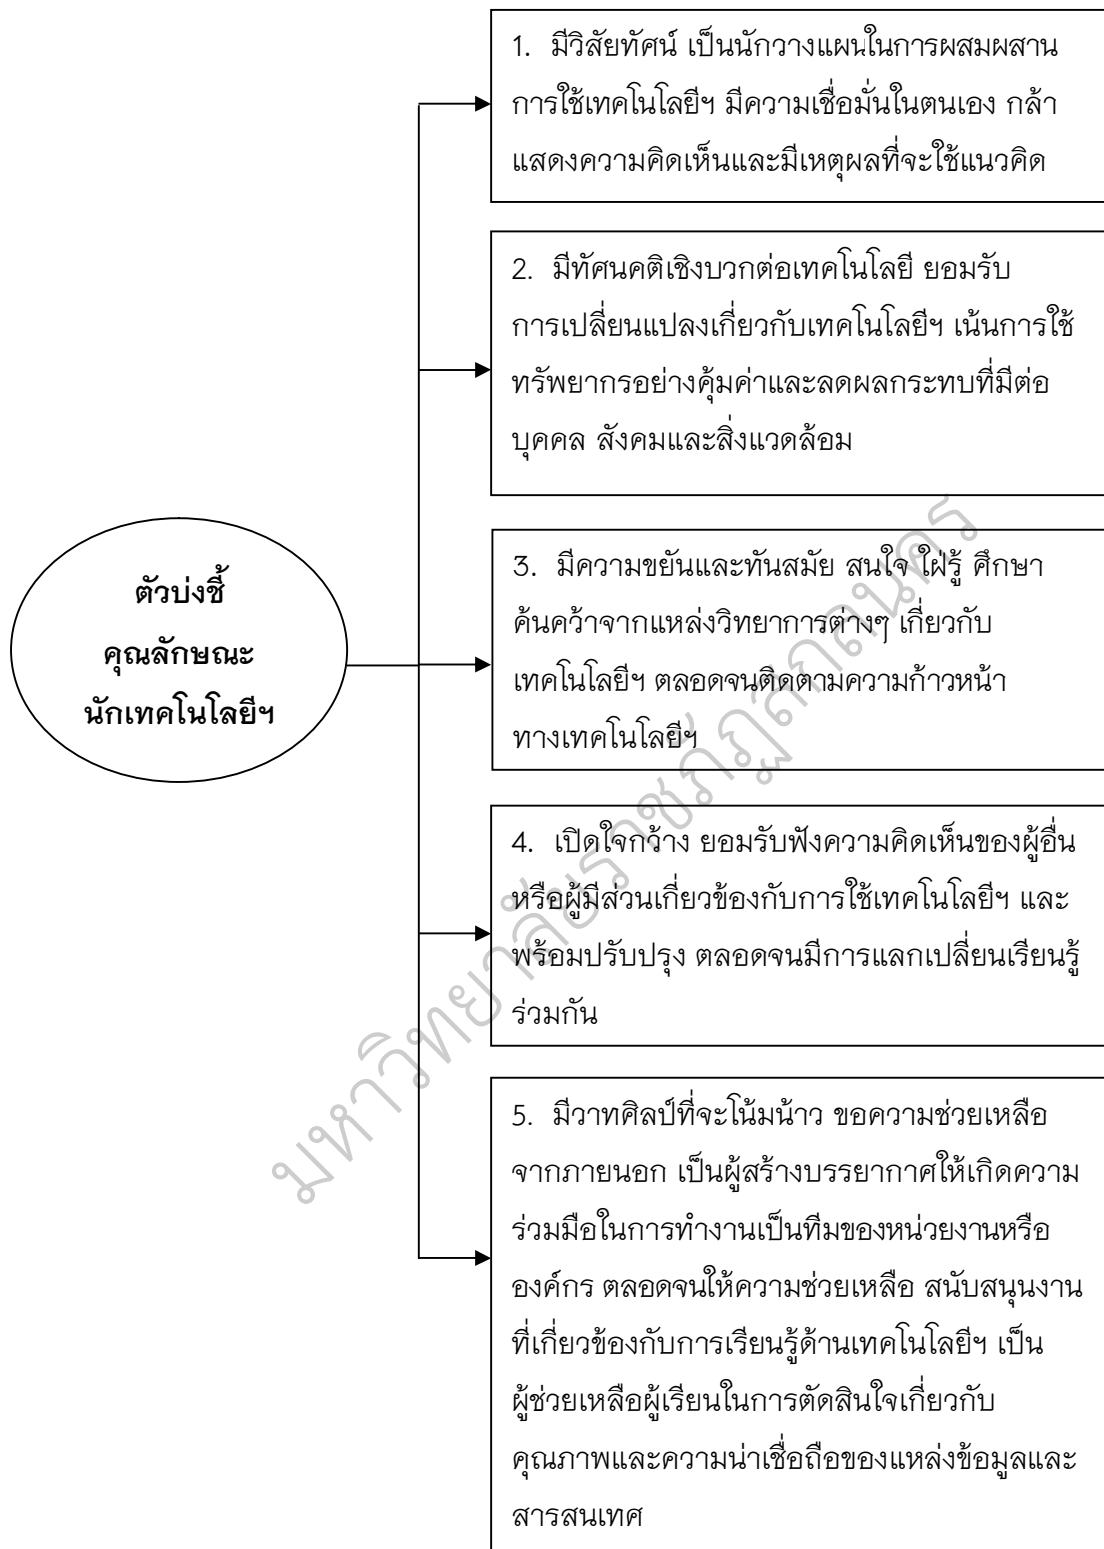 1. มีวิสัยทัศน์ เป็นนักวางแผนในการผสมผสาน
การใช้เทคโนโลยีฯ มีความเชื่อมั่นในตนเอง กล้า
แสดงความคิดเห็นและมีเหตุผลที่จะใช้แนวคิด
2. มีทัศนคติเชิงบวกต่อเทคโนโลยี ยอมรับ
การเปลี่ยนแปลงเกี่ยวกับเทคโนโลยีฯ เน้นการใช้
ทรัพยากรอย่างคุ้มค่าและลดผลกระทบที่มีต่อ
บุคคล สังคมและสิ่งแวดล้อม
ตัวบ่งชี้
คุณลักษณะ
นักเทคโนโลยีฯ
3. มีความขยันและทันสมัย สนใจ ใฝ่รู้ ศึกษา
ค้นคว้าจากแหล่งวิทยาการต่างๆ เกี่ยวกับ
เทคโนโลยีฯ ตลอดจนติดตามความก้าวหน้า
ทางเทคโนโลยีฯ
4. เปิดใจกว้าง ยอมรับฟังความคิดเห็นของผู้อื่น
หรือผู้มีส่วนเกี่ยวข้องกับการใช้เทคโนโลยีฯ และ
พร้อมปรับปรุง ตลอดจนมีการแลกเปลี่ยนเรียนรู้
ร่วมกัน
5. มีวาทศิลป์ที่จะโน้มน้าว ขอความช่วยเหลือ
จากภายนอก เป็นผู้สร้างบรรยากาศให้เกิดความ
ร่วมมือในการทำงานเป็นทีมของหน่วยงานหรือ
องค์กร ตลอดจนให้ความช่วยเหลือ สนับสนุนงาน
ที่เกี่ยวข้องกับการเรียนรู้ด้านเทคโนโลยีฯ เป็น
ผู้ช่วยเหลือผู้เรียนในการตัดสินใจเกี่ยวกับ
คุณภาพและความน่าเชื่อถือของแหล่งข้อมูลและ
สารสนเทศ
มหาวิทยาลัยราชภัฏสกลนคร